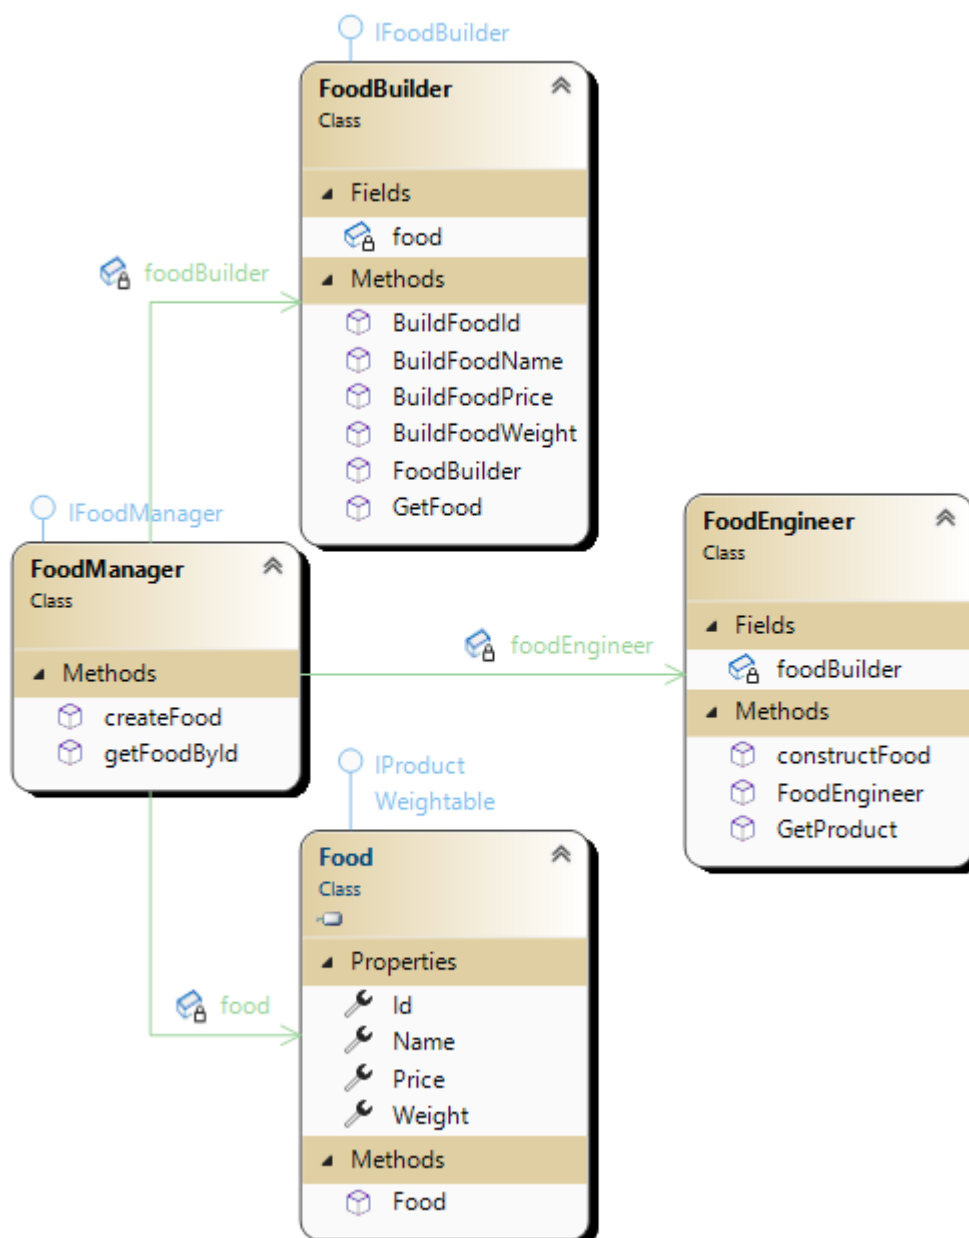 IFoodBuilder
FoodBuilder
Class
Fields
food
Methods
BuildFoodId
BuildFoodName
BuildFoodPrice
BuildFoodWeight
FoodBuilder
GetFood
foodBuilder
IFoodManager
FoodManager
Class
Methods
createFood
getFoodById
foodEngineer
FoodEngineer
Class
Fields
foodBuilder
Methods
constructFood
FoodEngineer
GetProduct
IProduct
Weightable
Food
Class
Properties
Id
Name
Price
Weight
Methods
Food
food